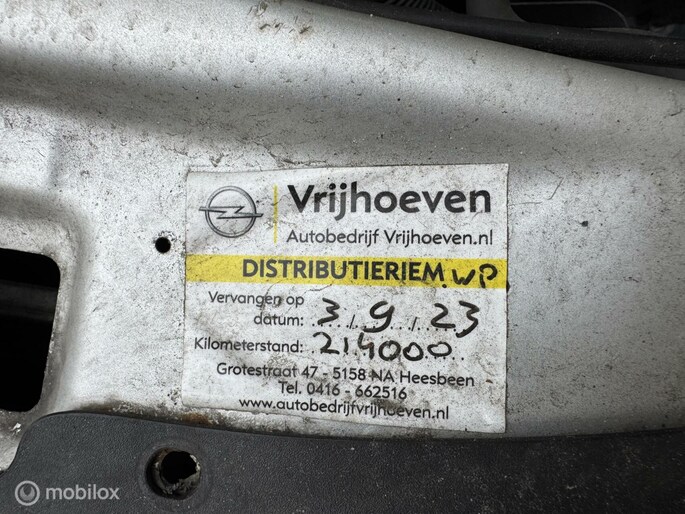 Vrijhoeven
Autobedrijf Vrijhoeven.nl
DISTRIBUTIERIEM.WP.
Vervangen op
datum: 3 / 9 / 23
Kilometerstand: 214000
Grotestraat 47 - 5158 NA Heesbeen
Tel. 0416 - 662516
www.autobedrijfvrijhoeven.nl
mobilox